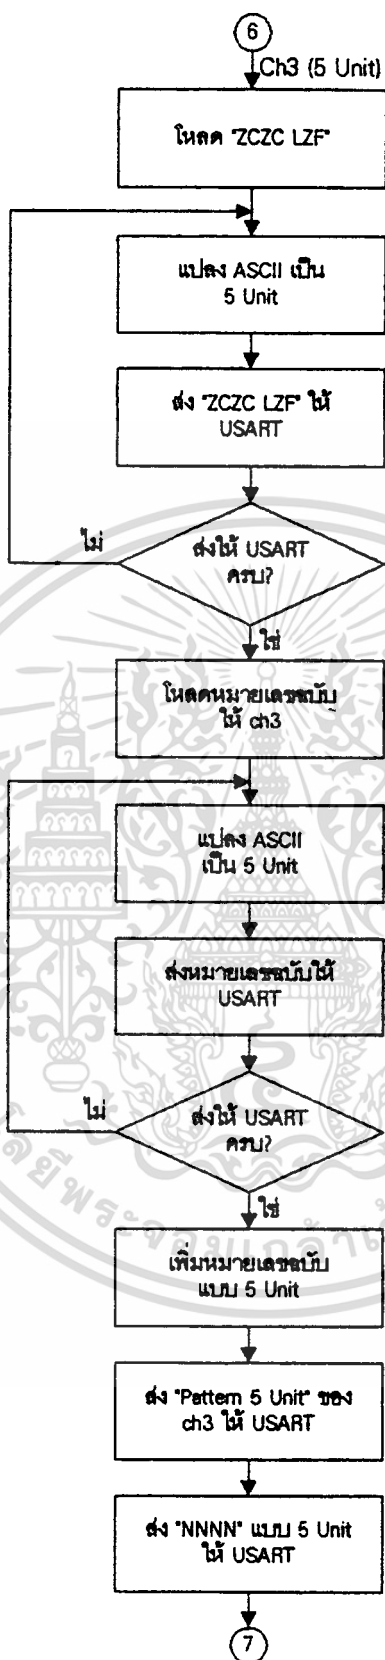 6
Ch3 (5 Unit)
โหลด "ZCZC LZF"
แปลง ASCII เป็น
5 Unit
ส่ง "ZCZC LZF" ให้
USART
ไม่
ส่งให้ USART
ครบ?
ใช่
โหลดหมายเลขฉบับ
ให้ ch3
แปลง ASCII
เป็น 5 Unit
ส่งหมายเลขฉบับให้
USART
ไม่
ส่งให้ USART
ครบ?
ใช่
เพิ่มหมายเลขฉบับ
แบบ 5 Unit
ส่ง "Pattern 5 Unit" ของ
ch3 ให้ USART
ส่ง "NNNN" แบบ 5 Unit
ให้ USART
7